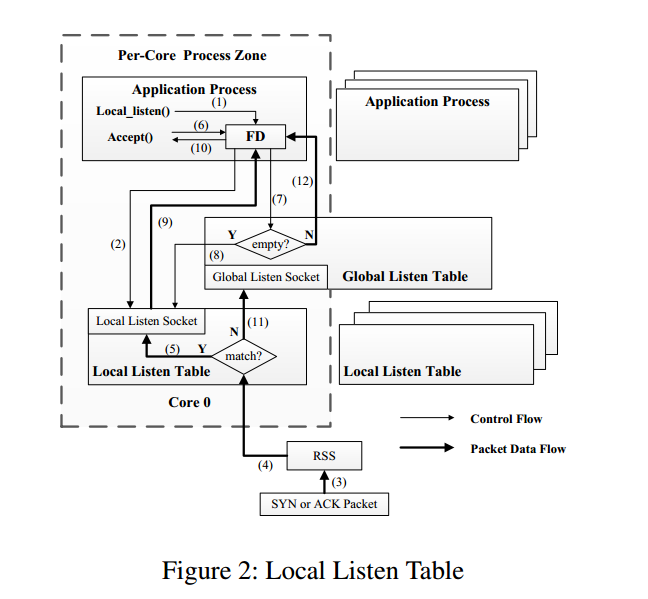 Per-Core Process Zone
Application Process
Local_listen()
(1)
Accept()
(6)
(10)
FD
Application Process
(12)
(7)
(9)
(2)
Y
N
empty?
(8)
Global Listen Socket
Global Listen Table
Local Listen Socket
(11)
N
(5)
Y
match?
Local Listen Table
Local Listen Table
Core 0
Control Flow
Packet Data Flow
RSS
(4)
(3)
SYN or ACK Packet
Figure 2: Local Listen Table